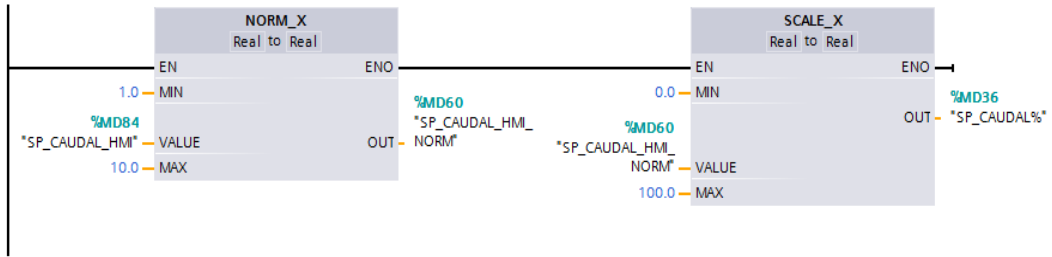 NORM_X
Real to Real
EN
ENO
1.0
MIN
%MD84
"SP_CAUDAL_HMI"
VALUE
10.0
MAX
%MD60
"SP_CAUDAL_HMI_
NORM"
OUT
SCALE_X
Real to Real
EN
ENO
0.0
MIN
%MD60
"SP_CAUDAL_HMI_
NORM"
VALUE
100.0
MAX
%MD36
OUT
"SP_CAUDAL%"